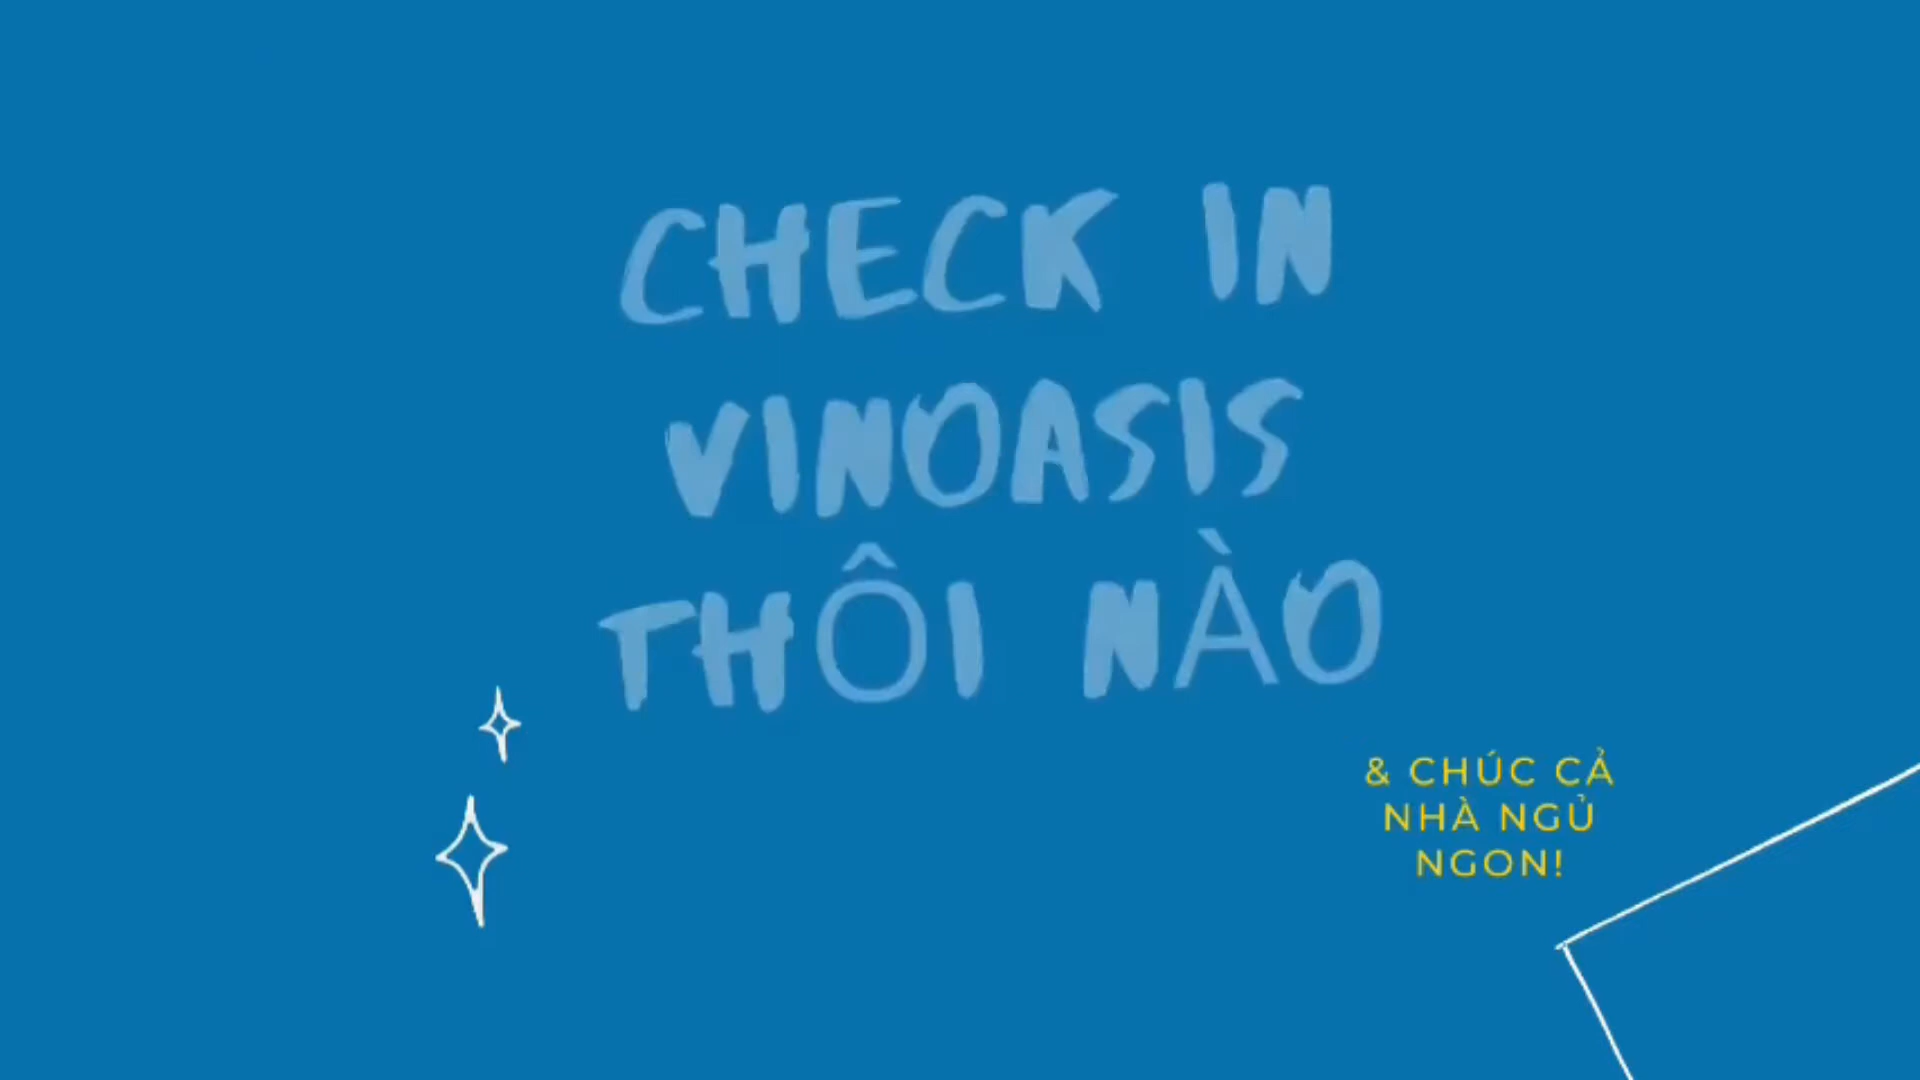 CHECK IN
VINOASIS
THÔI NÀO
& CHÚC CẢ
NHÀ NGỦ
NGON!